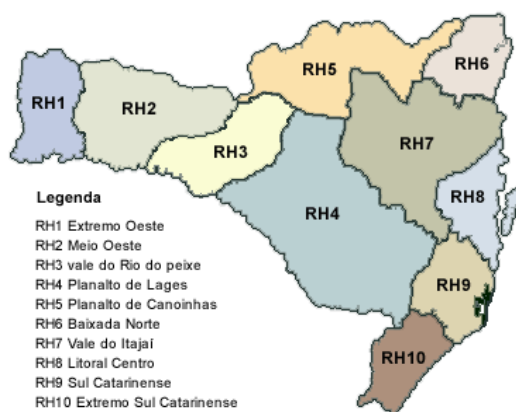 RH5
RH6
RH1
RH2
RH3
RH7
RH8
RH4
RH9
RH10
Legenda
RH1 Extremo Oeste
RH2 Meio Oeste
RH3 vale do Rio do peixe
RH4 Planalto de Lages
RH5 Planalto de Canoinhas
RH6 Baixada Norte
RH7 Vale do Itajaí
RH8 Litoral Centro
RH9 Sul Catarinense
RH10 Extremo Sul Catarinense